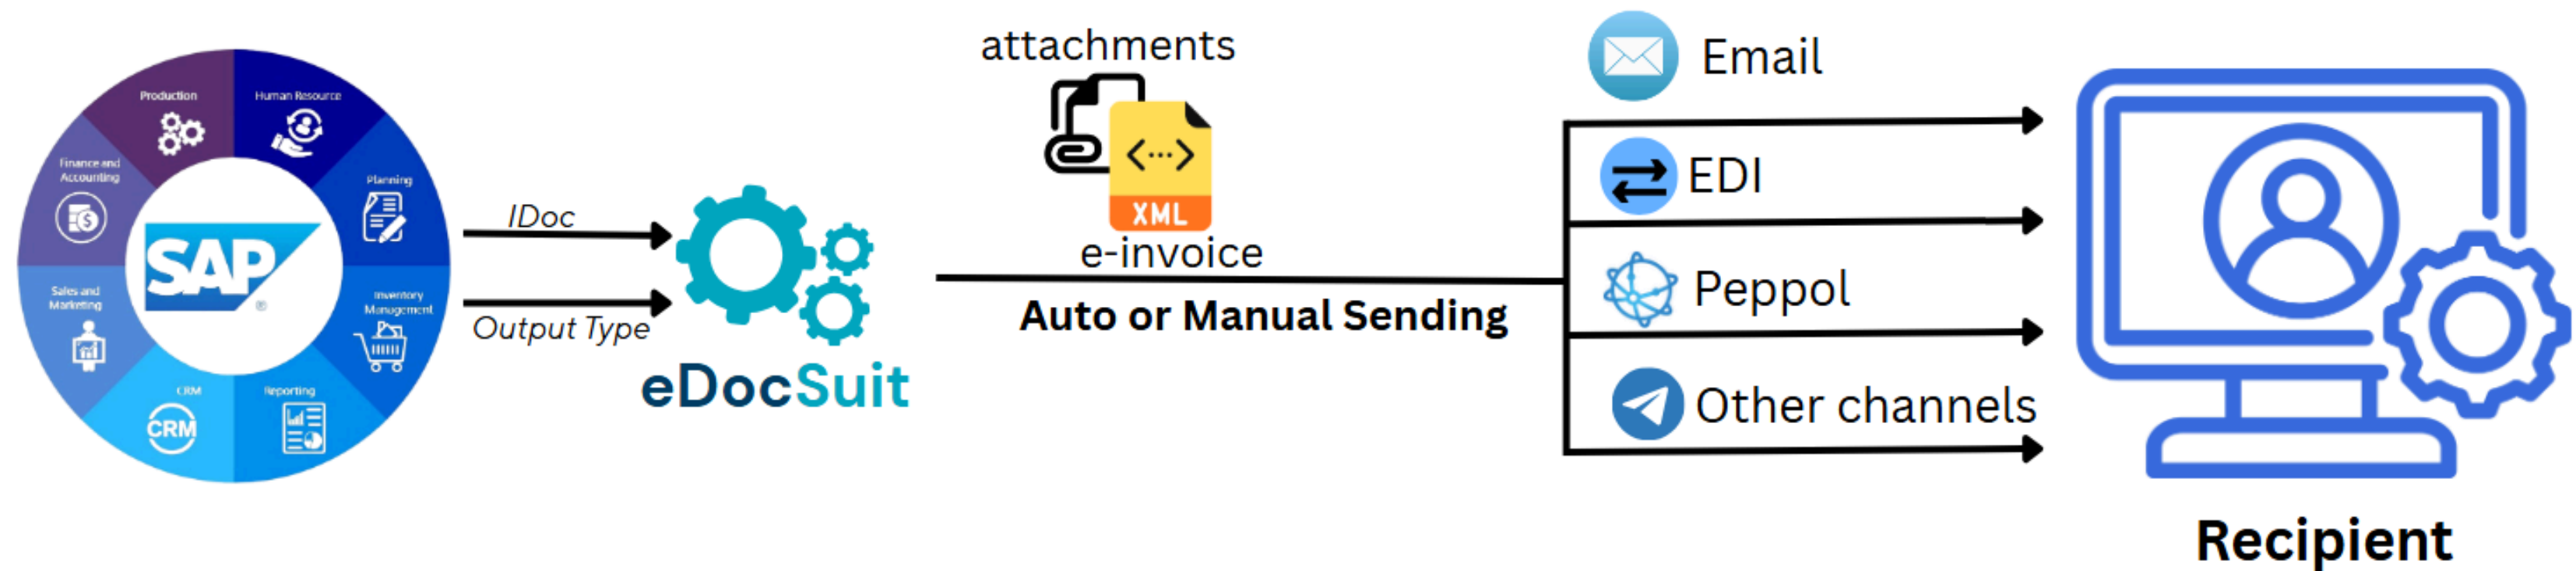 Production
Human Resource
Finance and
Accounting
Planning
SAP
®
Sales and
Marketing
Inventory
Management
CRM
CRM
Reporting
IDoc
Output Type
eDocSuit
attachments
<···>
XML
e-invoice
Auto or Manual Sending
Email
EDI
Peppol
Other channels
Recipient